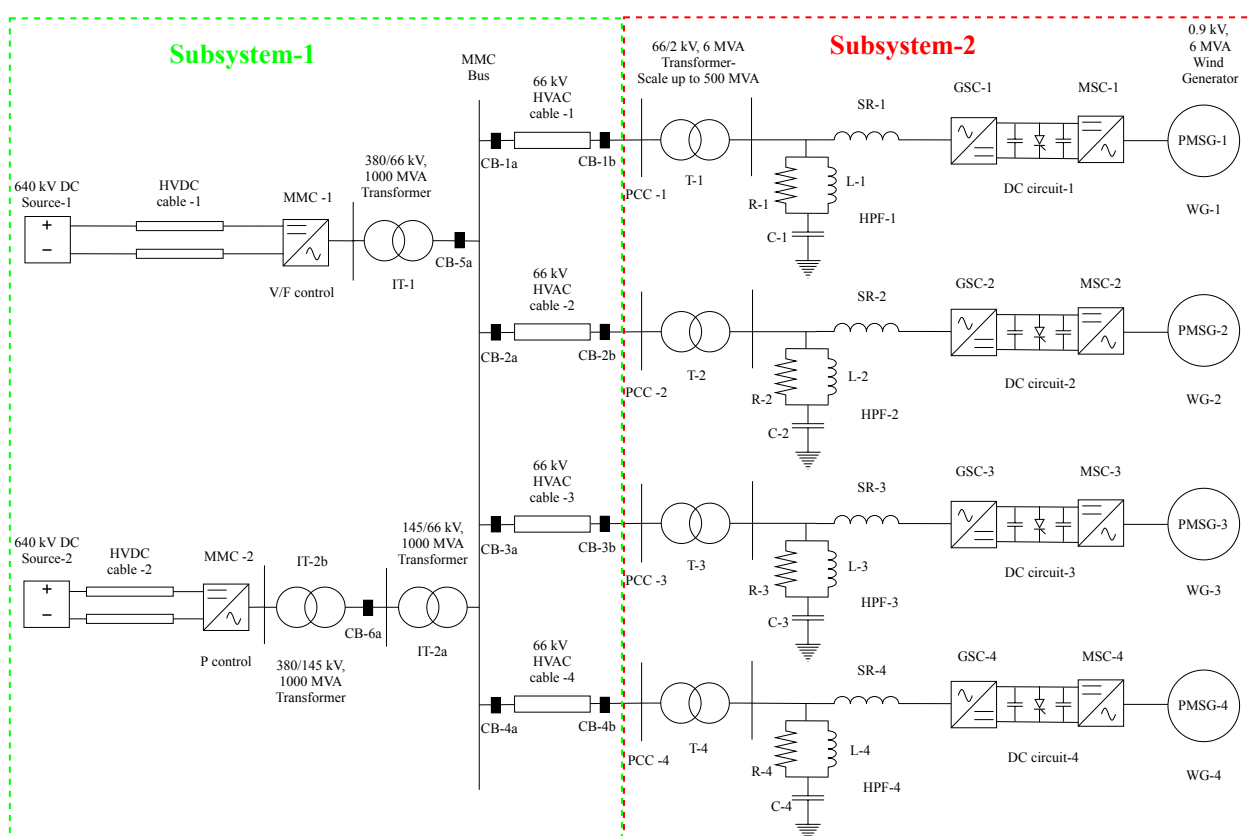 Subsystem-1
Subsystem-2
MMC
Bus
66 kV
HVAC
cable -1
CB-1a
CB-1b
380/66 kV,
1000 MVA
Transformer
640 kV DC
Source-1
+
−
HVDC
cable -1
MMC -1
V/F control
IT-1
CB-5a
66 kV
HVAC
cable -2
CB-2a
CB-2b
66 kV
HVAC
cable -3
CB-3a
CB-3b
145/66 kV,
1000 MVA
Transformer
640 kV DC
Source-2
+
−
HVDC
cable -2
MMC -2
P control
IT-2b
CB-6a
IT-2a
380/145 kV,
1000 MVA
Transformer
66 kV
HVAC
cable -4
CB-4a
CB-4b
66/2 kV, 6 MVA
Transformer-
Scale up to 500 MVA
0.9 kV,
6 MVA
Wind
Generator
PCC -1
T-1
SR-1
R-1
L-1
C-1
HPF-1
GSC-1
MSC-1
DC circuit-1
PMSG-1
WG-1
PCC -2
T-2
SR-2
R-2
L-2
C-2
HPF-2
GSC-2
MSC-2
DC circuit-2
PMSG-2
WG-2
PCC -3
T-3
SR-3
R-3
L-3
C-3
HPF-3
GSC-3
MSC-3
DC circuit-3
PMSG-3
WG-3
PCC -4
T-4
SR-4
R-4
L-4
C-4
HPF-4
GSC-4
MSC-4
DC circuit-4
PMSG-4
WG-4